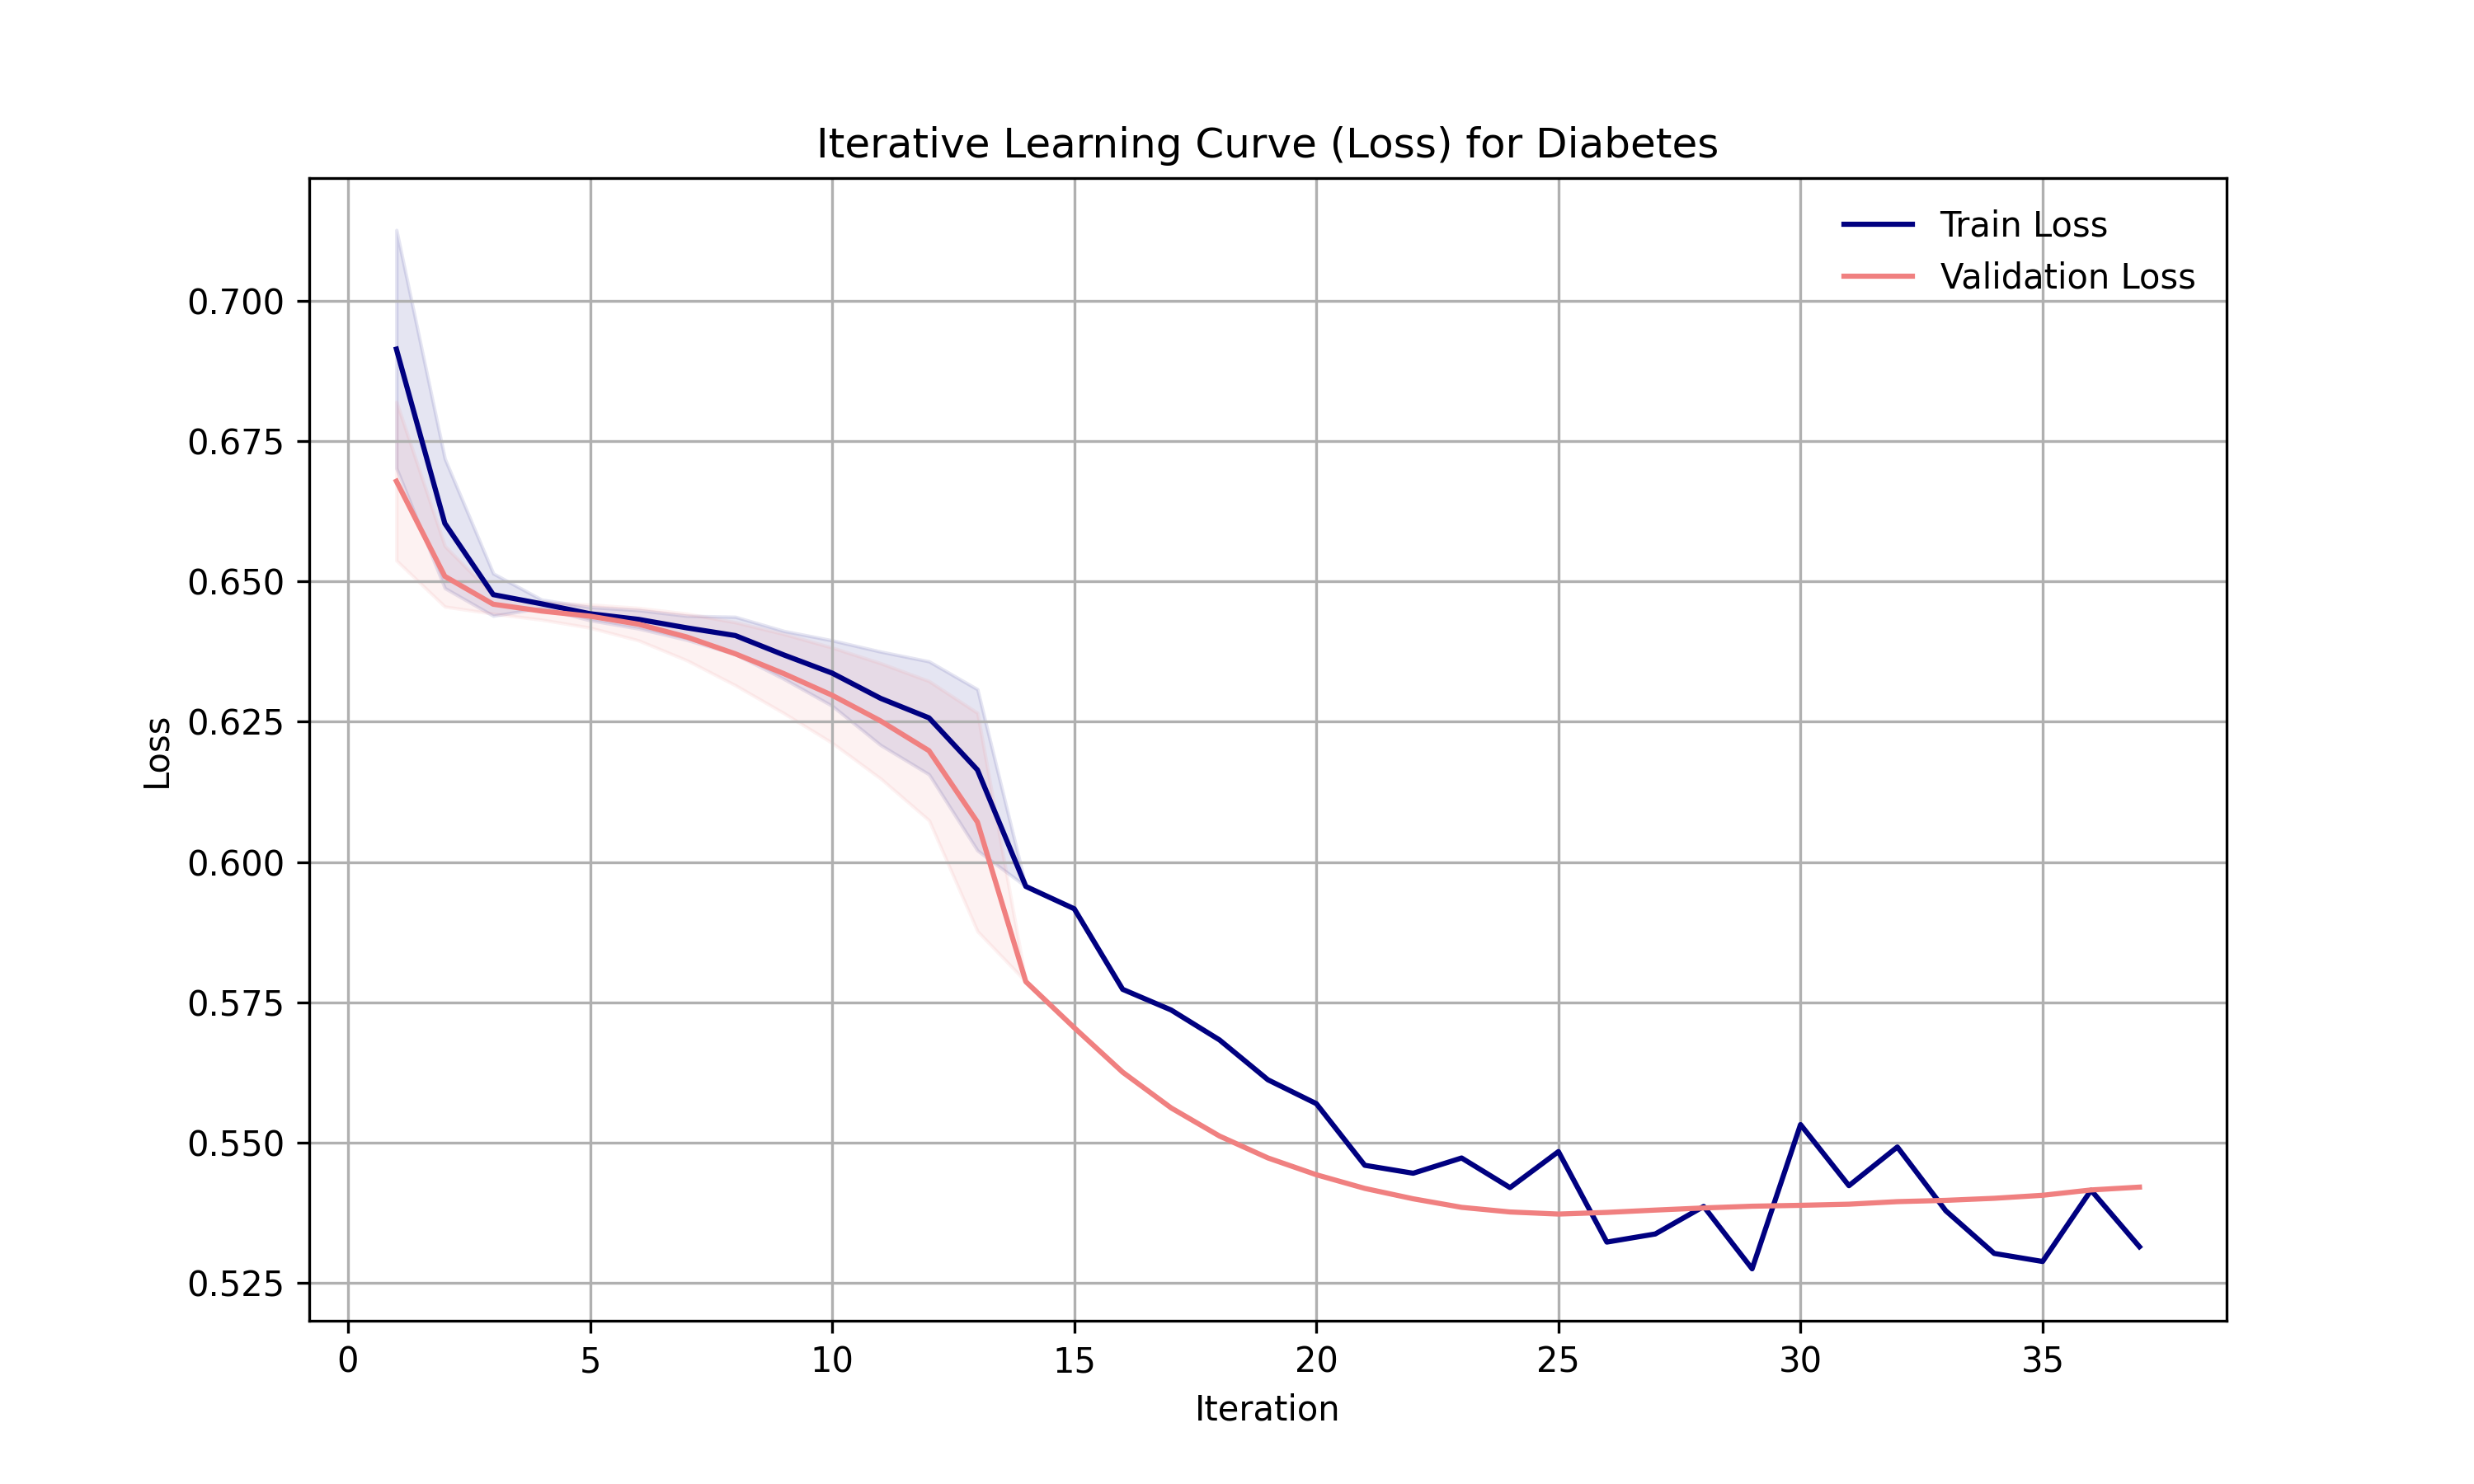 Iterative Learning Curve (Loss) for Diabetes
Train Loss
Validation Loss
0.700
0.675
0.650
0.625
0.600
0.575
0.550
0.525
Loss
0 5 10 15 20 25 30 35
Iteration